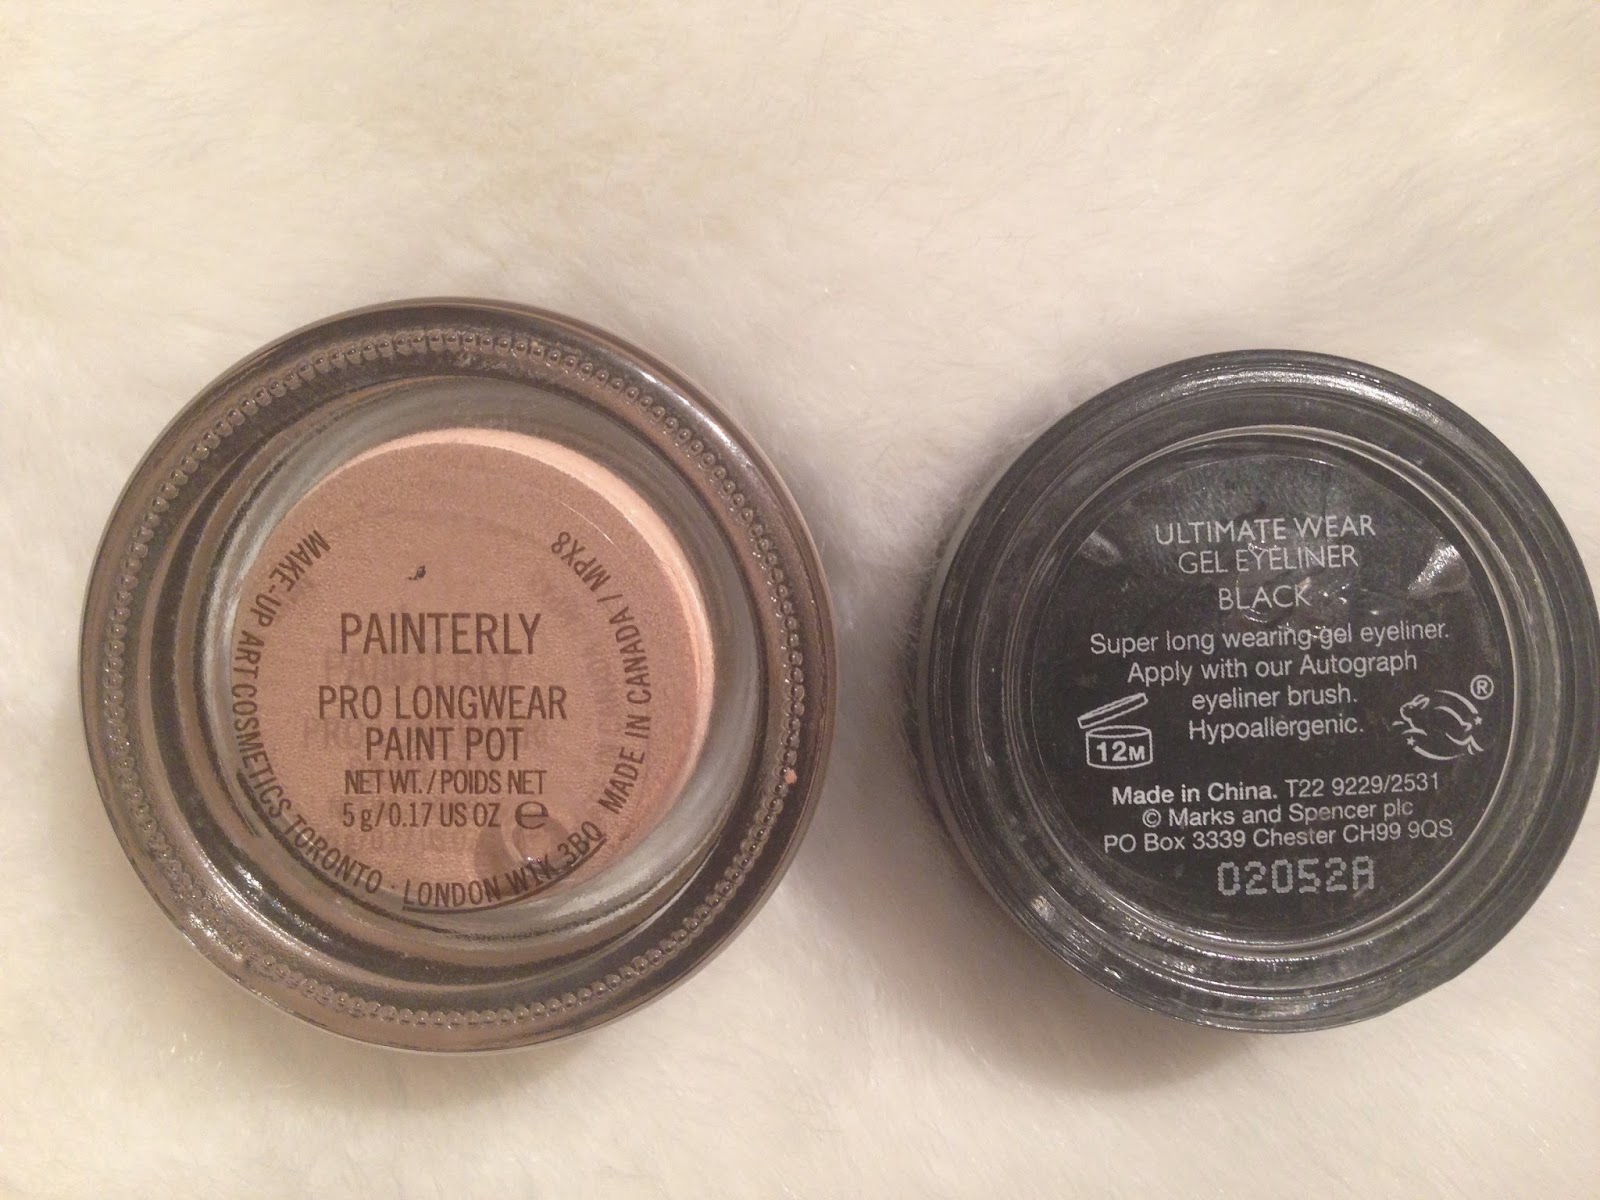 PAINTERLY
PRO LONGWEAR
PAINT POT
NET WT./POIDS NET
5 g/0.17 US OZ e
MAKE-UP ART COSMETICS TORONTO · LONDON W1K 3BQ MADE IN CANADA / MPX8
ULTIMATE WEAR
GEL EYELINER
BLACK
Super long wearing gel eyeliner.
Apply with our Autograph
eyeliner brush.
Hypoallergenic.
12M
®
Made in China. T22 9229/2531
© Marks and Spencer plc
PO Box 3339 Chester CH99 9QS
02052A